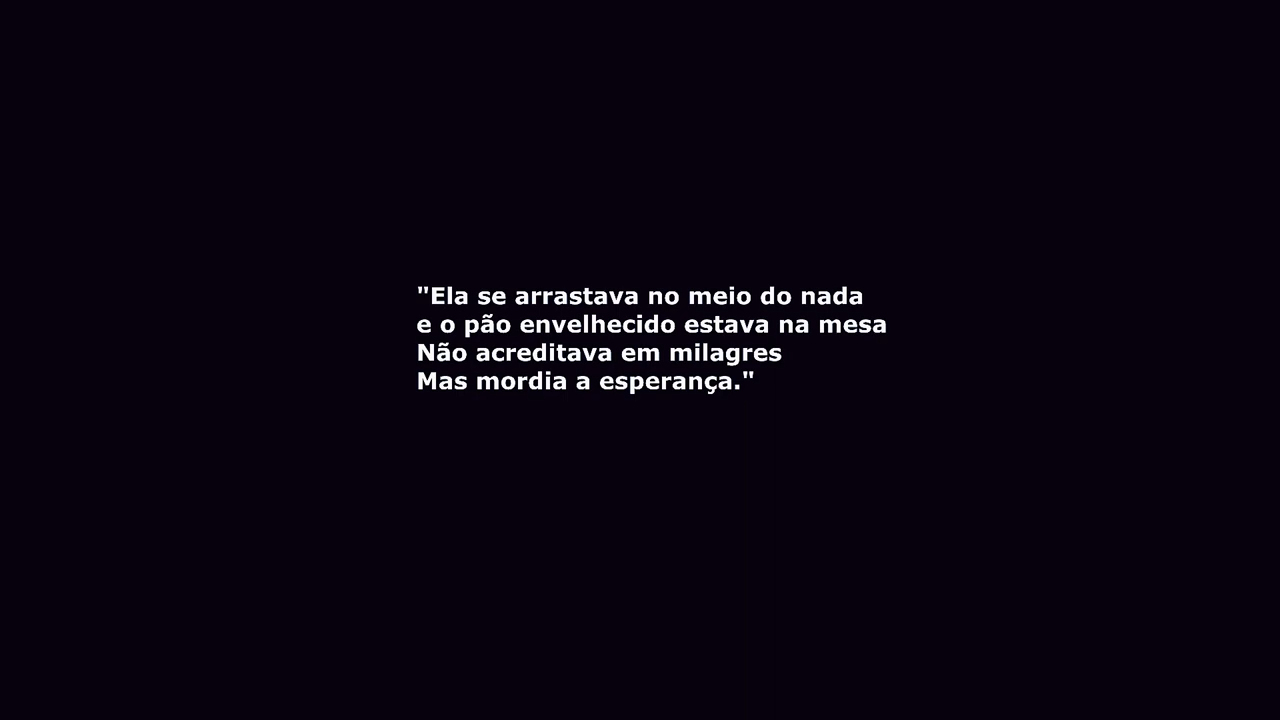 "Ela se arrastava no meio do nada
e o pão envelhecido estava na mesa
Não acreditava em milagres
Mas mordia a esperança."